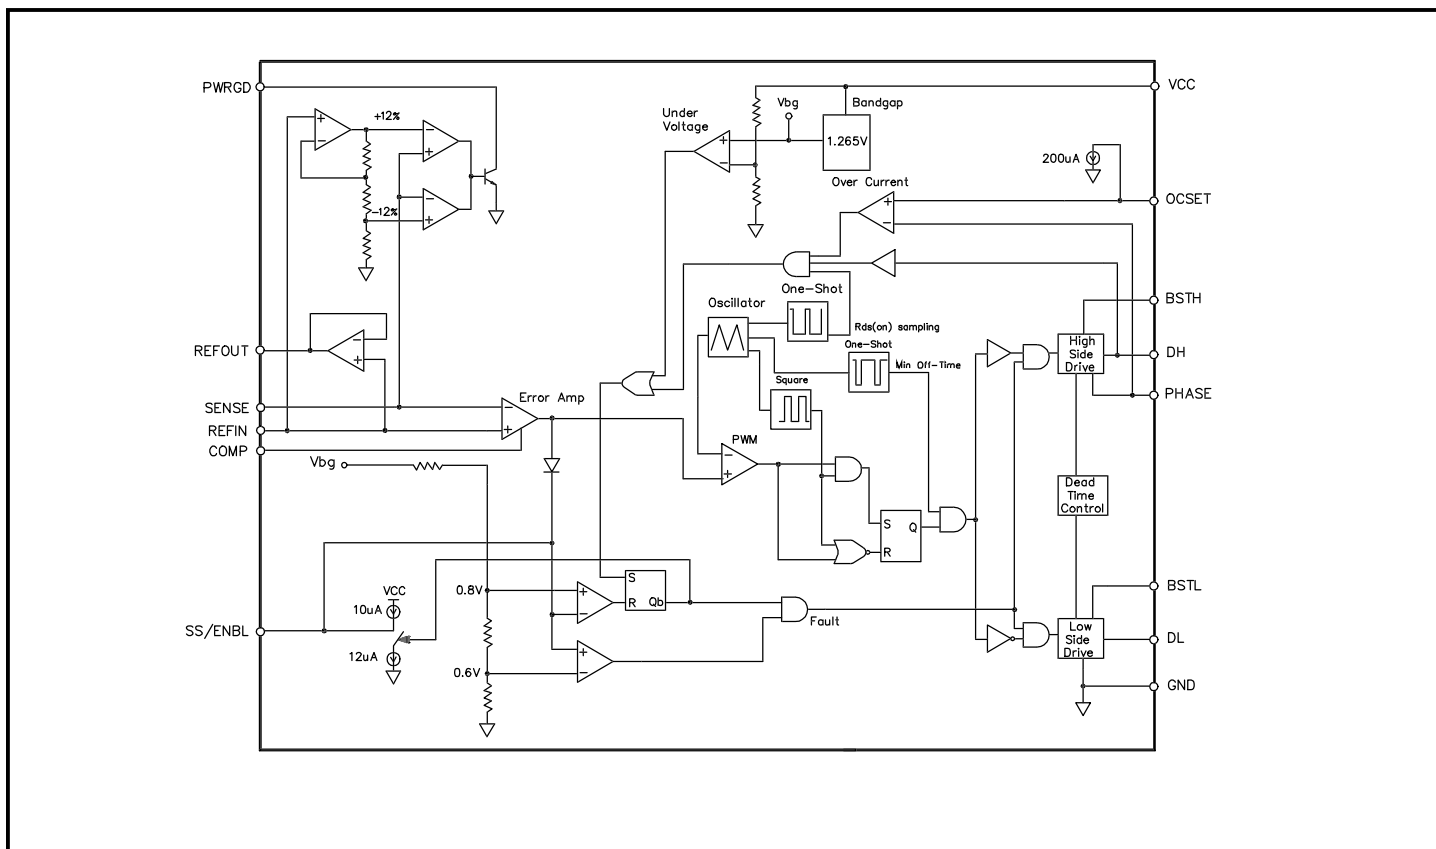 PWRGD
VCC
+12%
Vbg
Bandgap
Under
Voltage
+
−
−
+
+
−
1.265V
200uA
Over Current
OCSET
−12%
−
+
+
−
One-Shot
Oscillator
BSTH
Rds(on) sampling
One-Shot
Min Off-Time
High
Side
Drive
DH
REFOUT
−
+
Square
PHASE
SENSE
Error Amp
−
+
REFIN
COMP
PWM
−
+
Vbg
Dead
Time
Control
S
Q
R
0.8V
VCC
10uA
+
−
S
R
Qb
BSTL
SS/ENBL
Fault
Low
Side
Drive
DL
12uA
0.6V
+
−
GND